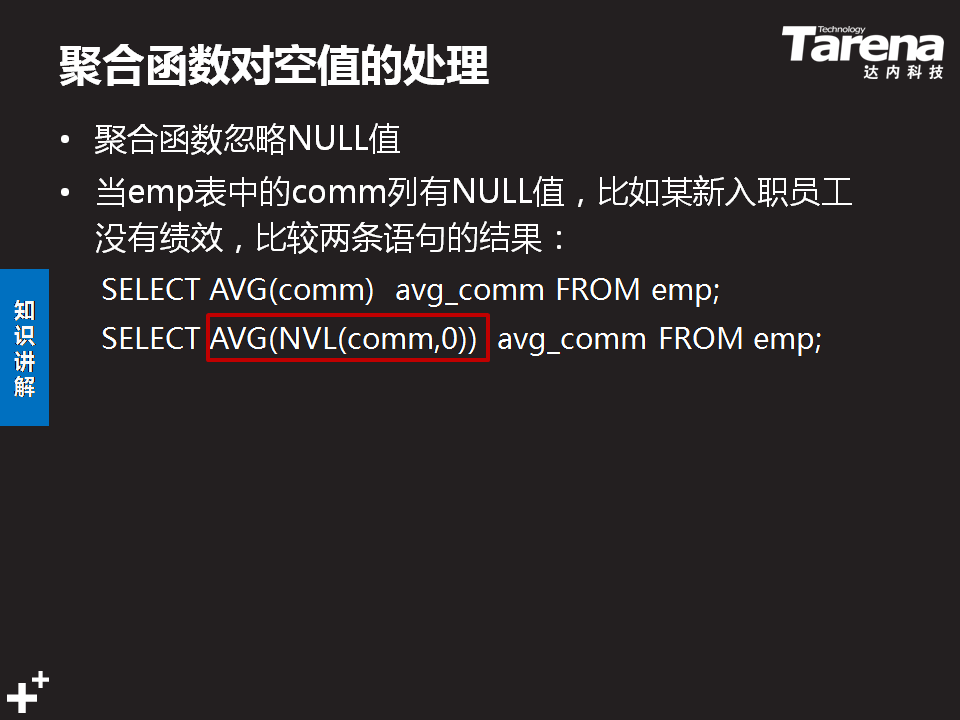 Technology
Tarena
达内科技
聚合函数对空值的处理
• 聚合函数忽略NULL值
• 当emp表中的comm列有NULL值，比如某新入职员工
没有绩效，比较两条语句的结果：
SELECT AVG(comm) avg_comm FROM emp;
SELECT AVG(NVL(comm,0)) avg_comm FROM emp;
知
识
讲
解